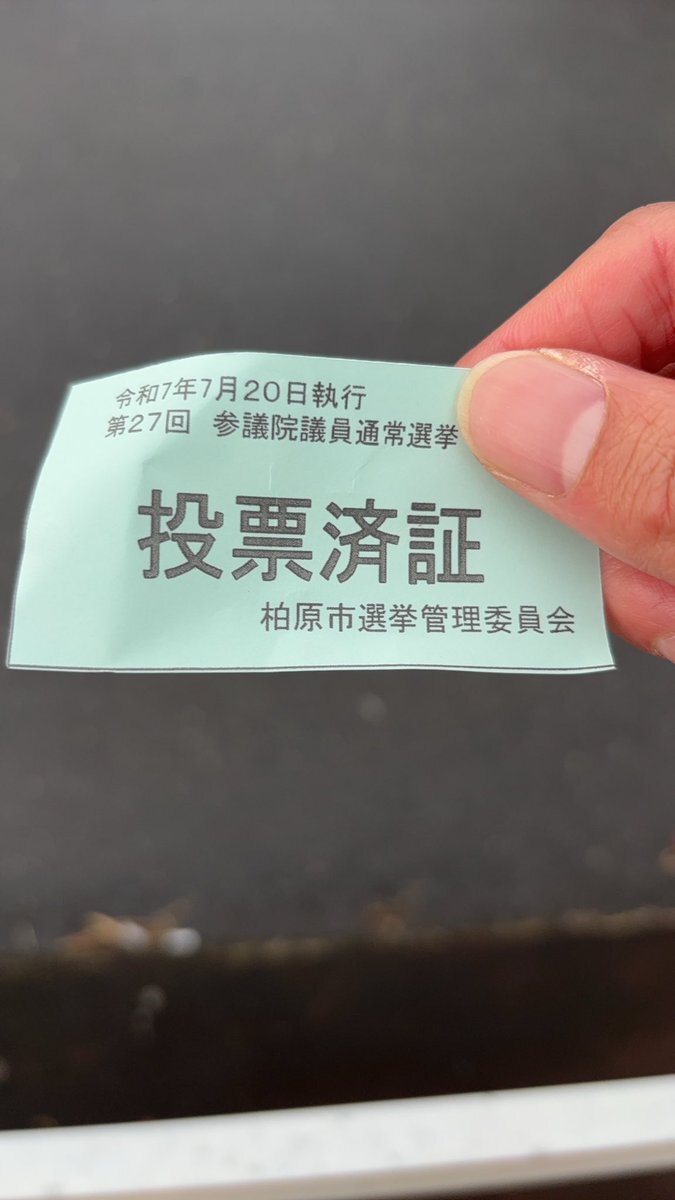 令和7年7月20日執行
第27回　参議院議員通常選挙
投票済証
柏原市選挙管理委員会